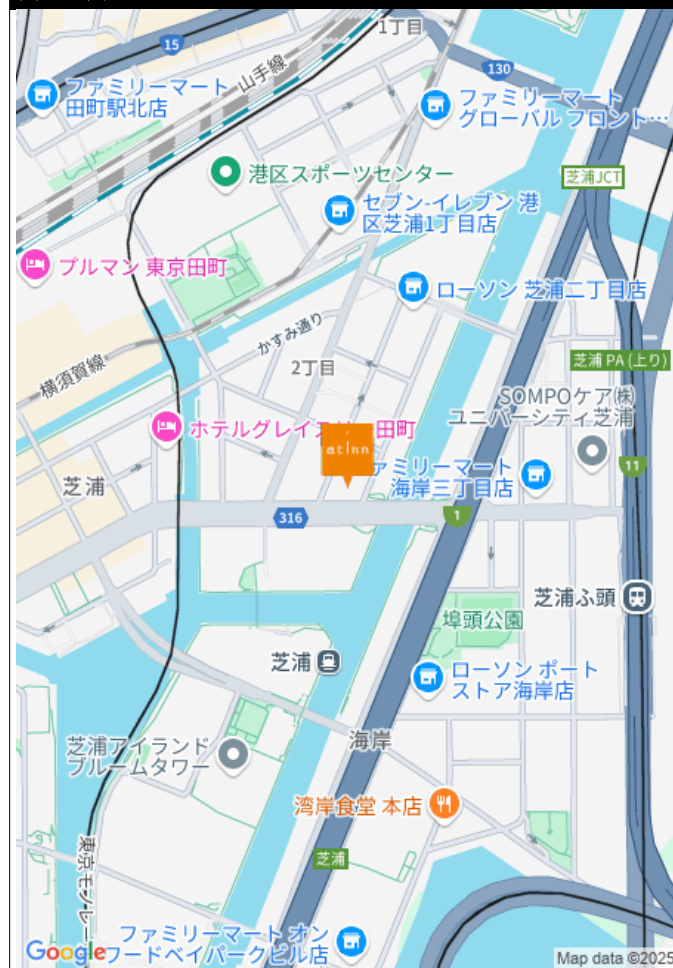 1丁目
15
山手線
130
ファミリーマート
田町駅北店
ファミリーマート
グローバル フロント…
港区スポーツセンター
芝浦JCT
セブン-イレブン 港
区芝浦1丁目店
プルマン 東京田町
ローソン 芝浦二丁目店
かすみ通り
横須賀線
2丁目
芝浦 PA (上り)
SOMPOケア㈱
ユニバーシティ芝浦
ホテルグレイ
田町
at Inn
ァミリーマート
海岸三丁目店
11
芝浦
316
1
芝浦ふ頭
埠頭公園
芝浦
ローソン ポート
ストア海岸店
海岸
芝浦アイランド
ブルームタワー
湾岸食堂 本店
芝浦
東京モノレー
ファミリーマート オン
フードベイパークビル店
Google
Map data ©2025